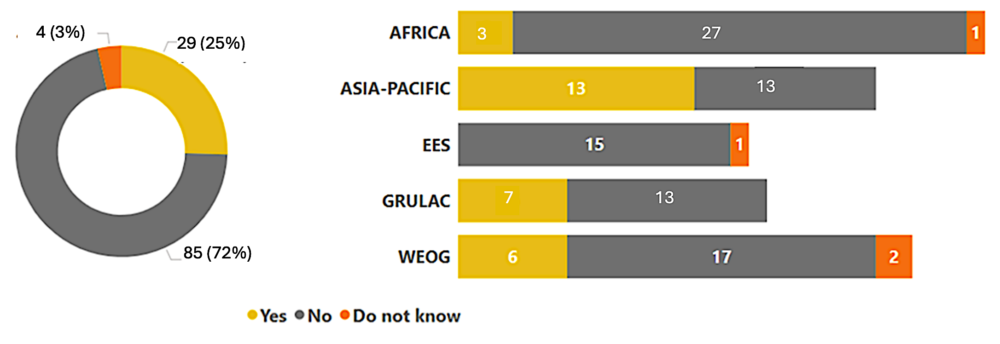 4 (3%)
29 (25%)
85 (72%)
AFRICA 3 27 1
ASIA-PACIFIC 13 13
EES 15 1
GRULAC 7 13
WEOG 6 17 2
Yes No Do not know